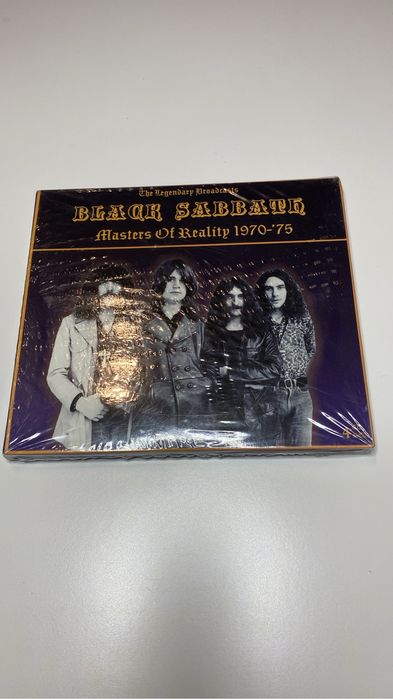 The Legendary Broadcasts
BLACK SABBATH
Masters Of Reality 1970-'75